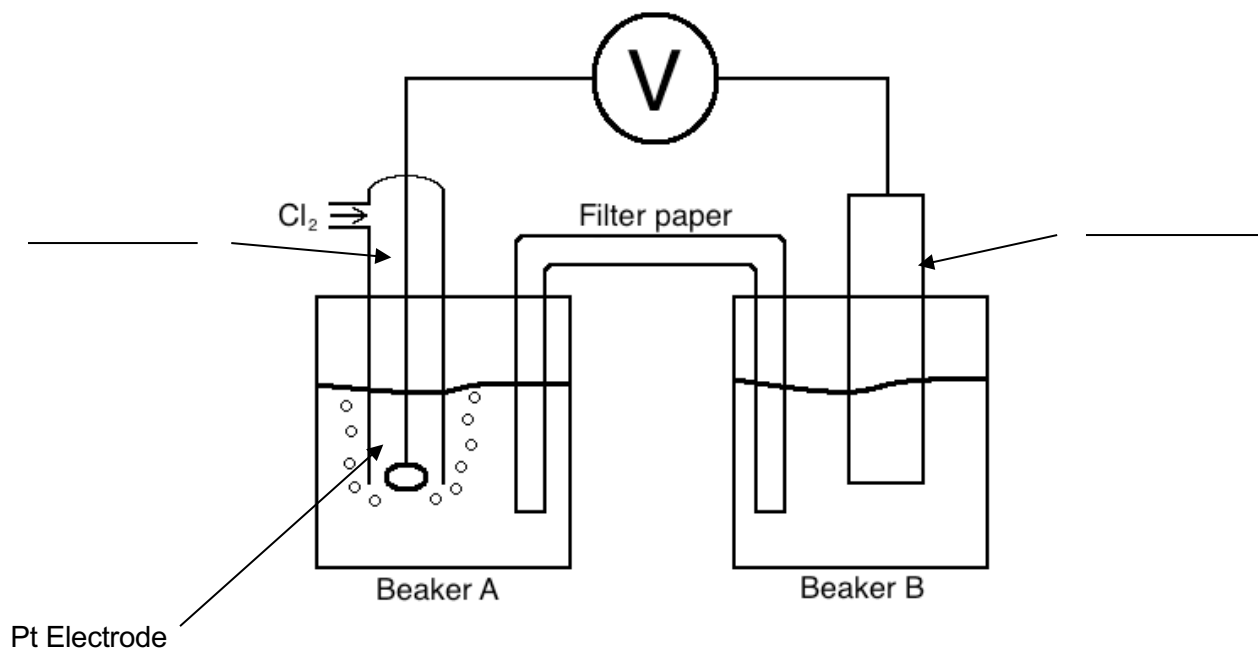 V
Cl₂
Filter paper
Beaker A
Beaker B
Pt Electrode